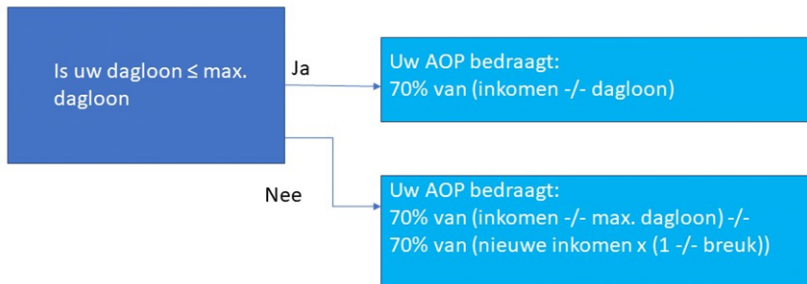 Is uw dagloon ≤ max.
dagloon
Ja
Uw AOP bedraagt:
70% van (inkomen -/- dagloon)
Nee
Uw AOP bedraagt:
70% van (inkomen -/- max. dagloon) -/-
70% van (nieuwe inkomen x (1 -/- breuk))